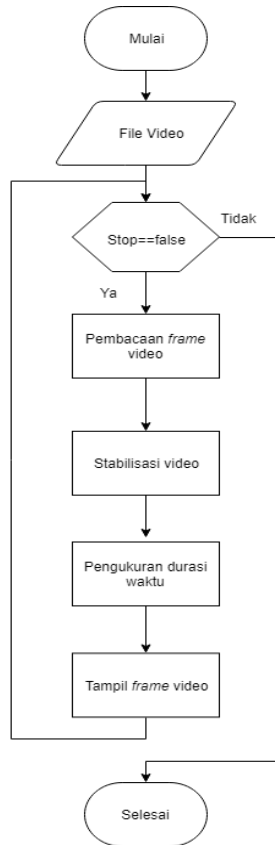 Mulai
File Video
Tidak
Stop==false
Ya
Pembacaan frame
video
Stabilisasi video
Pengukuran durasi
waktu
Tampil frame video
Selesai